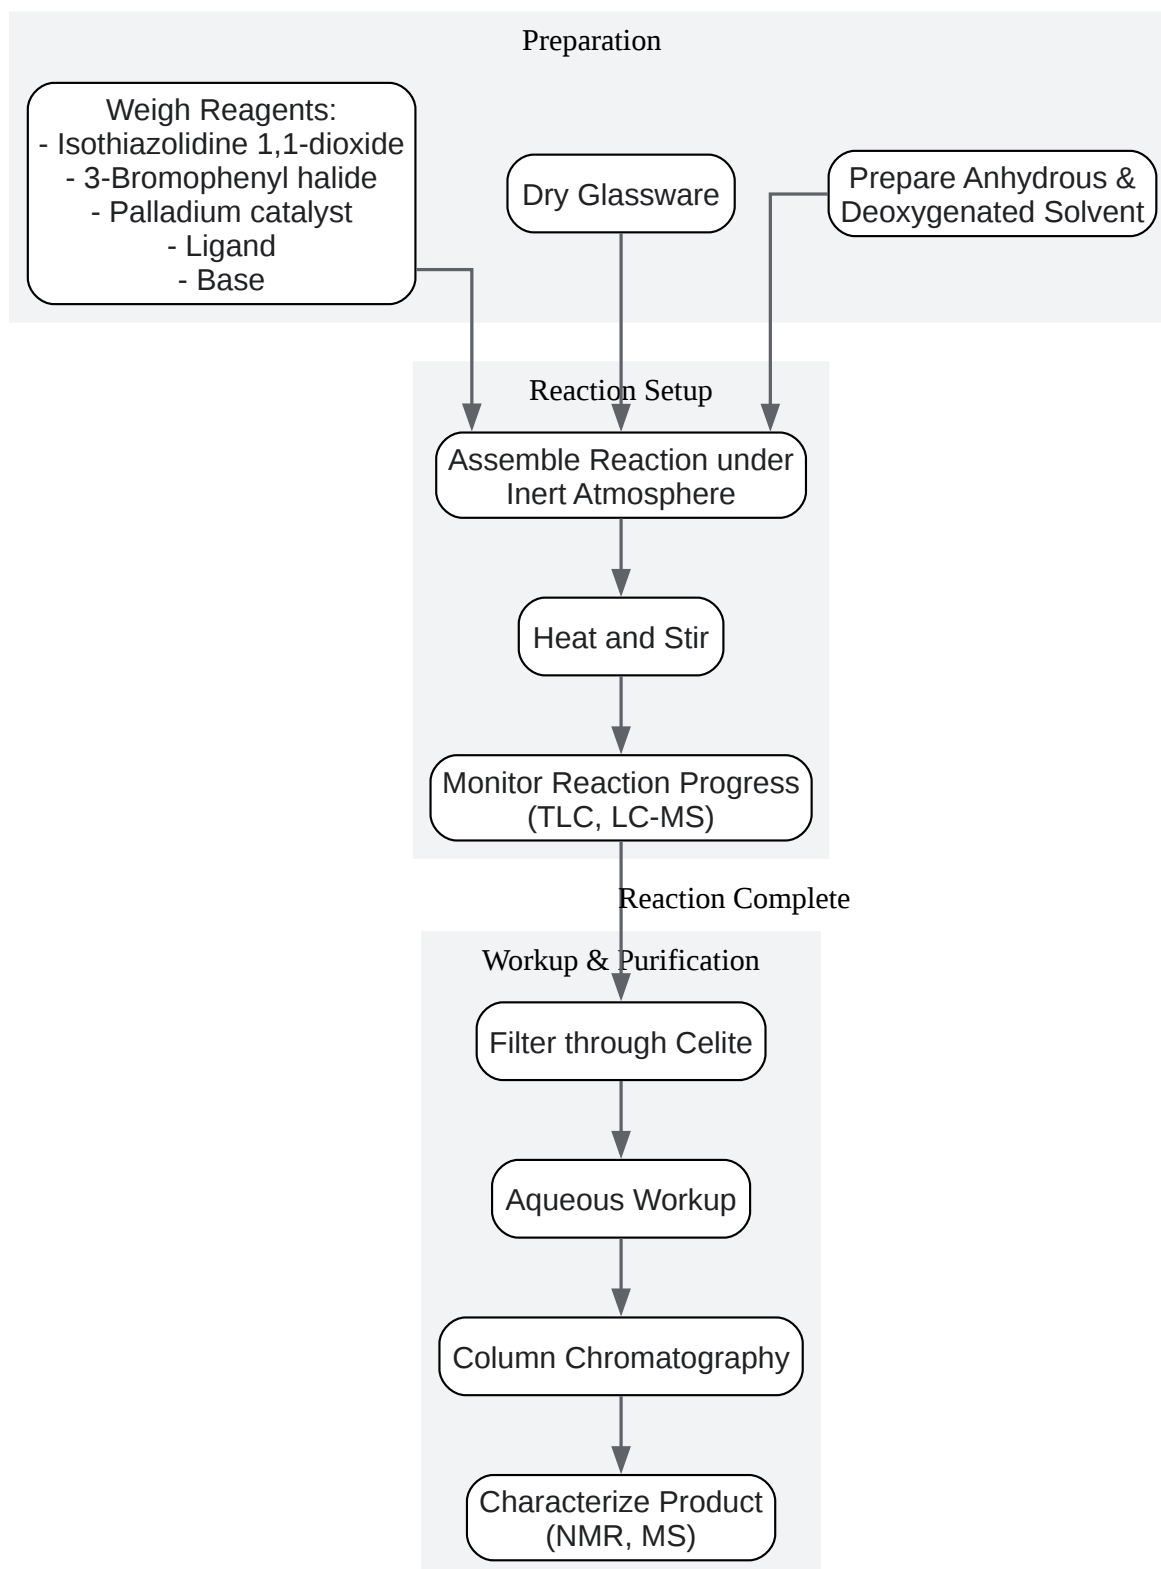 Preparation
Weigh Reagents:
- Isothiazolidine 1,1-dioxide
- 3-Bromophenyl halide
- Palladium catalyst
- Ligand
- Base
Dry Glassware
Prepare Anhydrous &
Deoxygenated Solvent
Reaction Setup
Assemble Reaction under
Inert Atmosphere
Heat and Stir
Monitor Reaction Progress
(TLC, LC-MS)
Reaction Complete
Workup & Purification
Filter through Celite
Aqueous Workup
Column Chromatography
Characterize Product
(NMR, MS)